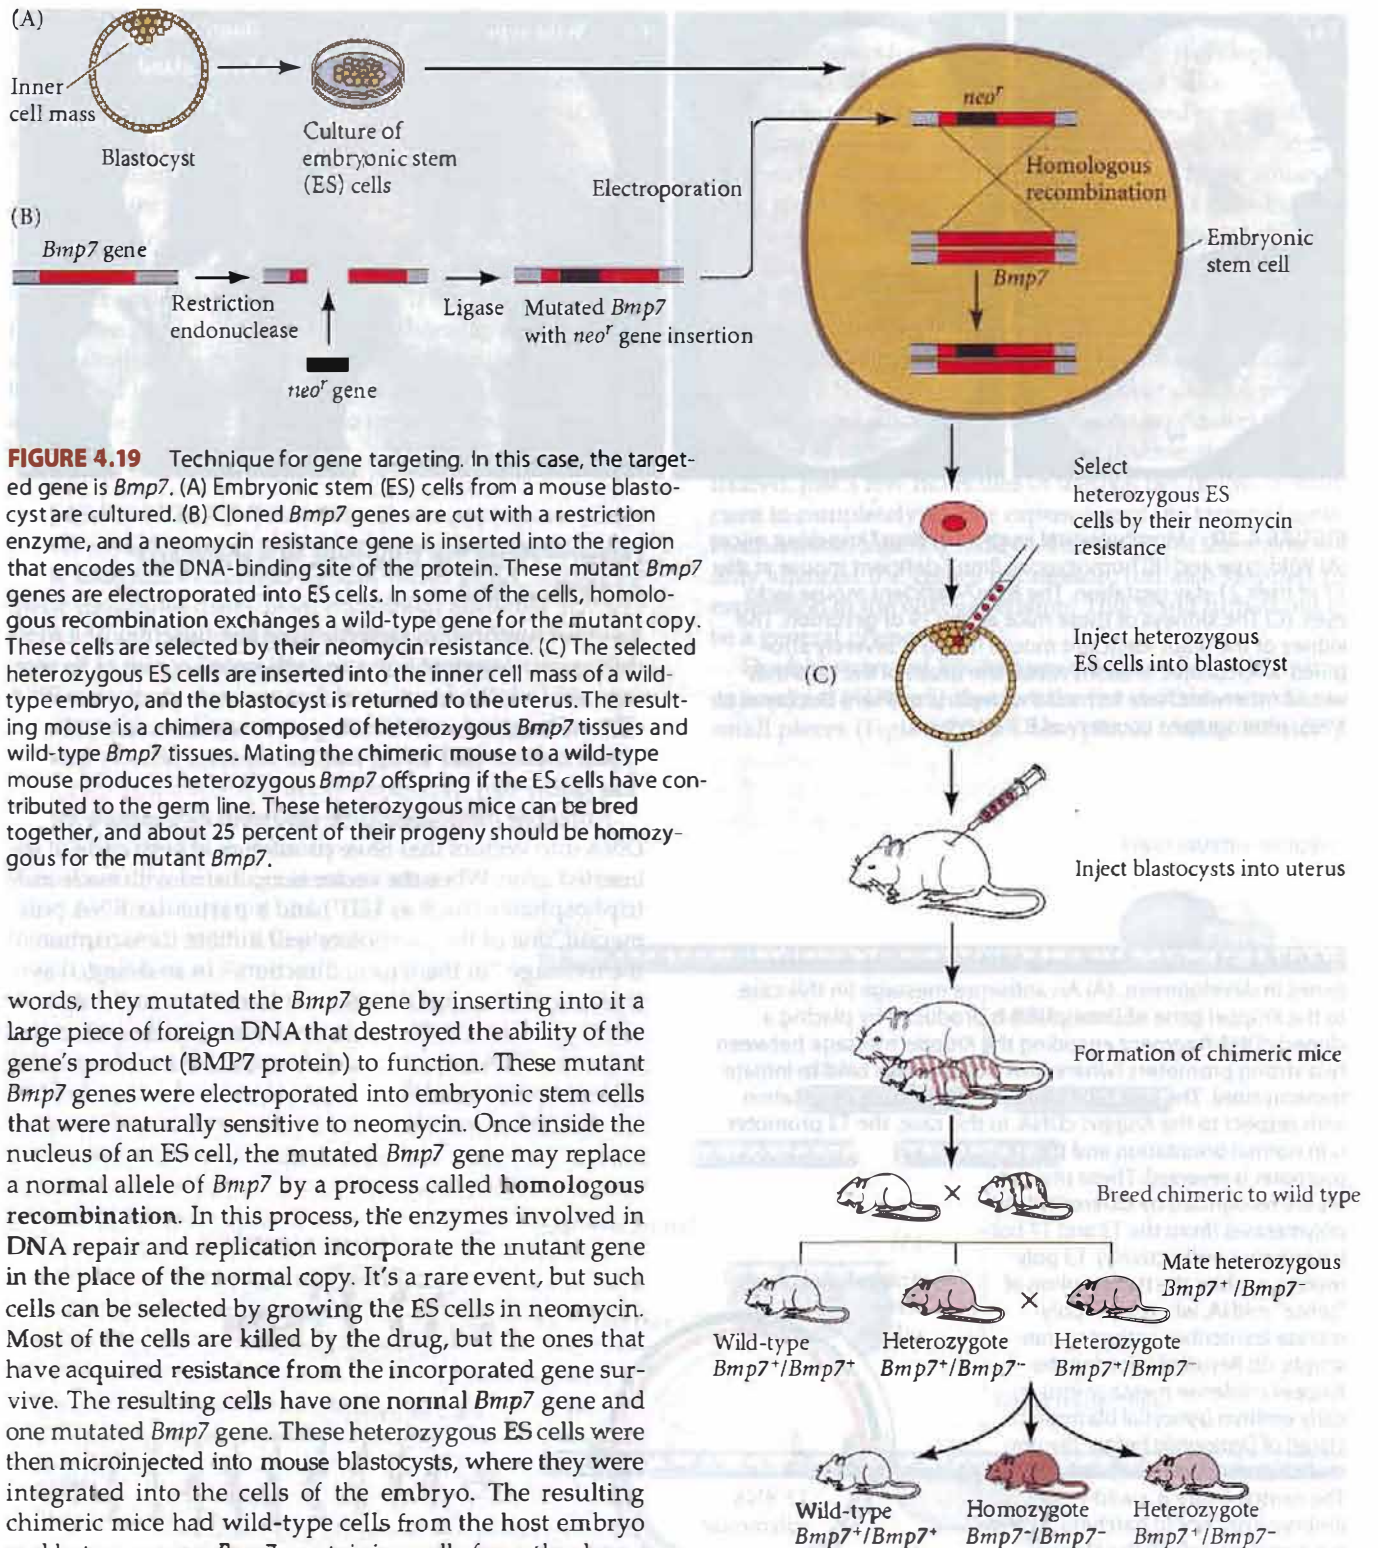 (A)
Inner
cell mass
Blastocyst
Culture of
embryonic stem
(ES) cells
(B)
Bmp7 gene
Restriction
endonuclease
neoʳ gene
Ligase
Mutated Bmp7
with neoʳ gene insertion
Electroporation
neoʳ
Homologous
recombination
Bmp7
Embryonic
stem cell
FIGURE 4.19 Technique for gene targeting. In this case, the target-
ed gene is Bmp7. (A) Embryonic stem (ES) cells from a mouse blasto-
cyst are cultured. (B) Cloned Bmp7 genes are cut with a restriction
enzyme, and a neomycin resistance gene is inserted into the region
that encodes the DNA-binding site of the protein. These mutant Bmp7
genes are electroporated into ES cells. In some of the cells, homolo-
gous recombination exchanges a wild-type gene for the mutant copy.
These cells are selected by their neomycin resistance. (C) The selected
heterozygous ES cells are inserted into the inner cell mass of a wild-
type embryo, and the blastocyst is returned to the uterus. The result-
ing mouse is a chimera composed of heterozygous Bmp7 tissues and
wild-type Bmp7 tissues. Mating the chimeric mouse to a wild-type
mouse produces heterozygous Bmp7 offspring if the ES cells have con-
tributed to the germ line. These heterozygous mice can be bred
together, and about 25 percent of their progeny should be homozy-
gous for the mutant Bmp7.
Select
heterozygous ES
cells by their neomycin
resistance
(C)
Inject heterozygous
ES cells into blastocyst
Inject blastocysts into uterus
Formation of chimeric mice
×
Breed chimeric to wild type
Mate heterozygous
Bmp7⁺/Bmp7⁻
×
Wild-type
Bmp7⁺/Bmp7⁺
Heterozygote
Bmp7⁺/Bmp7⁻
Heterozygote
Bmp7⁺/Bmp7⁻
Wild-type
Bmp7⁺/Bmp7⁺
Homozygote
Bmp7⁻/Bmp7⁻
Heterozygote
Bmp7⁺/Bmp7⁻
words, they mutated the Bmp7 gene by inserting into it a
large piece of foreign DNA that destroyed the ability of the
gene's product (BMP7 protein) to function. These mutant
Bmp7 genes were electroporated into embryonic stem cells
that were naturally sensitive to neomycin. Once inside the
nucleus of an ES cell, the mutated Bmp7 gene may replace
a normal allele of Bmp7 by a process called homologous
recombination. In this process, the enzymes involved in
DNA repair and replication incorporate the mutant gene
in the place of the normal copy. It's a rare event, but such
cells can be selected by growing the ES cells in neomycin.
Most of the cells are killed by the drug, but the ones that
have acquired resistance from the incorporated gene sur-
vive. The resulting cells have one normal Bmp7 gene and
one mutated Bmp7 gene. These heterozygous ES cells were
then microinjected into mouse blastocysts, where they were
integrated into the cells of the embryo. The resulting
chimeric mice had wild-type cells from the host embryo